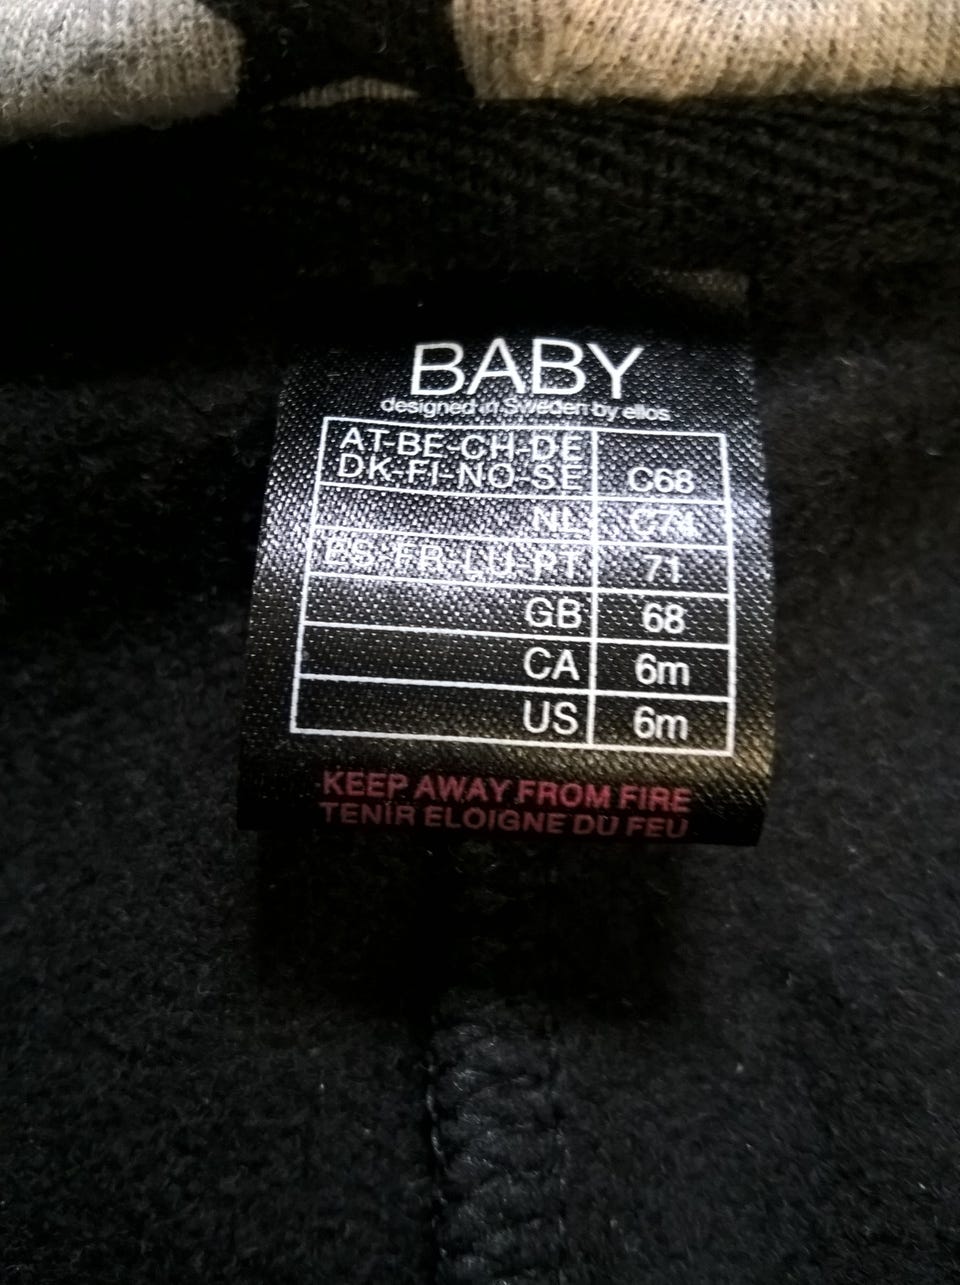 BABY
designed in Sweden by ellos
AT-BE-CH-DE
DK-FI-NO-SE C68
NL C74
ES-FR-LU-PT 71
GB 68
CA 6m
US 6m
KEEP AWAY FROM FIRE
TENIR ELOIGNE DU FEU